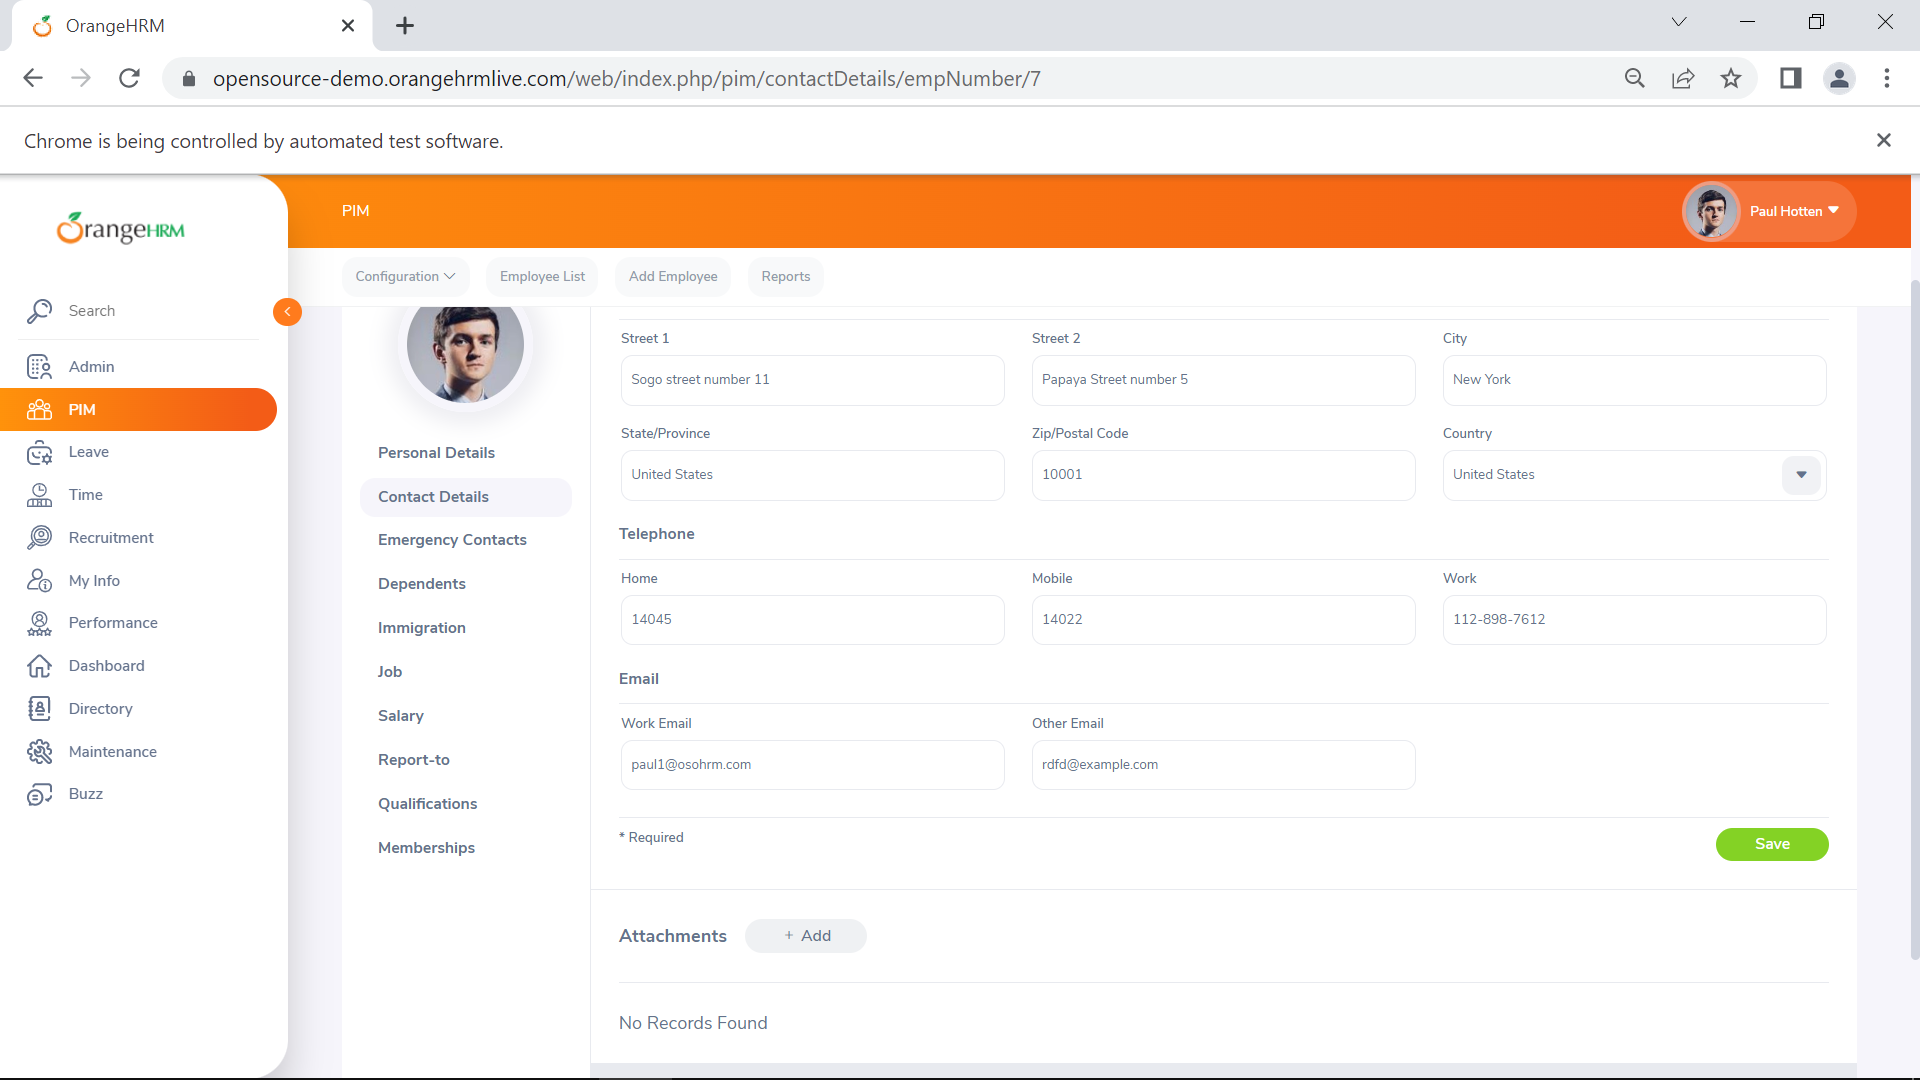 OrangeHRM
opensource-demo.orangehrmlive.com/web/index.php/pim/contactDetails/empNumber/7
Chrome is being controlled by automated test software.
OrangeHRM
PIM
Paul Hotten
Configuration
Employee List
Add Employee
Reports
Search
Admin
PIM
Leave
Time
Recruitment
My Info
Performance
Dashboard
Directory
Maintenance
Buzz
Personal Details
Contact Details
Emergency Contacts
Dependents
Immigration
Job
Salary
Report-to
Qualifications
Memberships
Street 1
Street 2
City
Sogo street number 11
Papaya Street number 5
New York
State/Province
Zip/Postal Code
Country
United States
10001
United States
Telephone
Home
Mobile
Work
14045
14022
112-898-7612
Email
Work Email
Other Email
paul1@osohrm.com
rdfd@example.com
* Required
Save
Attachments
+ Add
No Records Found